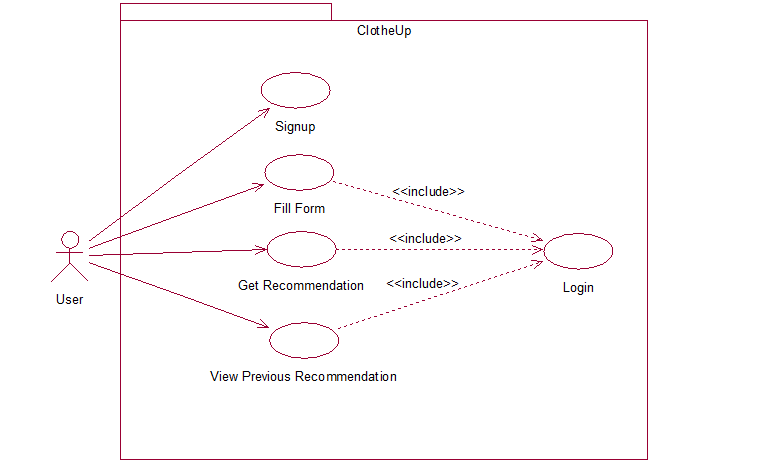 ClotheUp
Signup
<<include>>
Fill Form
<<include>>
<<include>>
Get Recommendation
Login
User
View Previous Recommendation